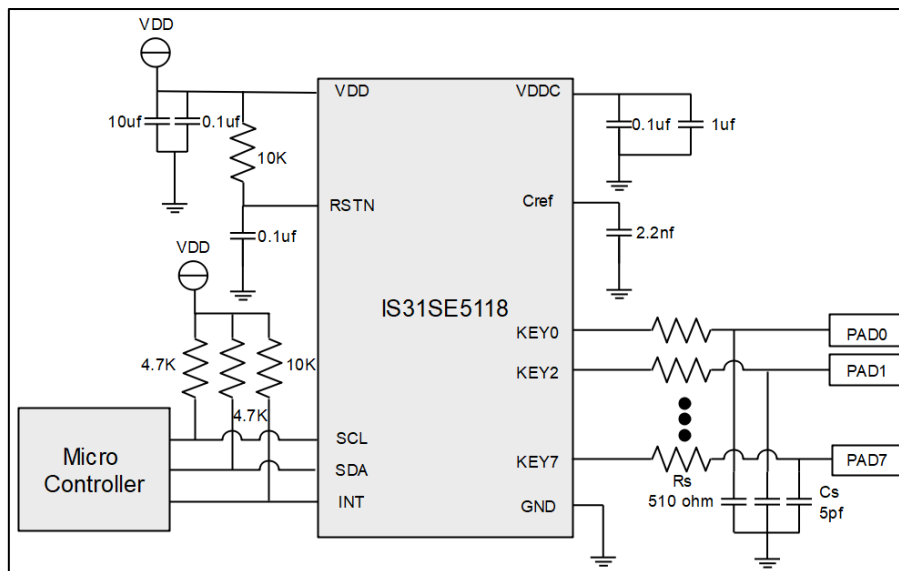 VDD
VDD
VDDC
10uf
0.1uf
0.1uf
1uf
10K
RSTN
Cref
0.1uf
2.2nf
VDD
IS31SE5118
KEY0
PAD0
4.7K
10K
KEY2
PAD1
4.7K
Micro
Controller
SCL
SDA
INT
KEY7
PAD7
Rs
510 ohm
Cs
5pf
GND